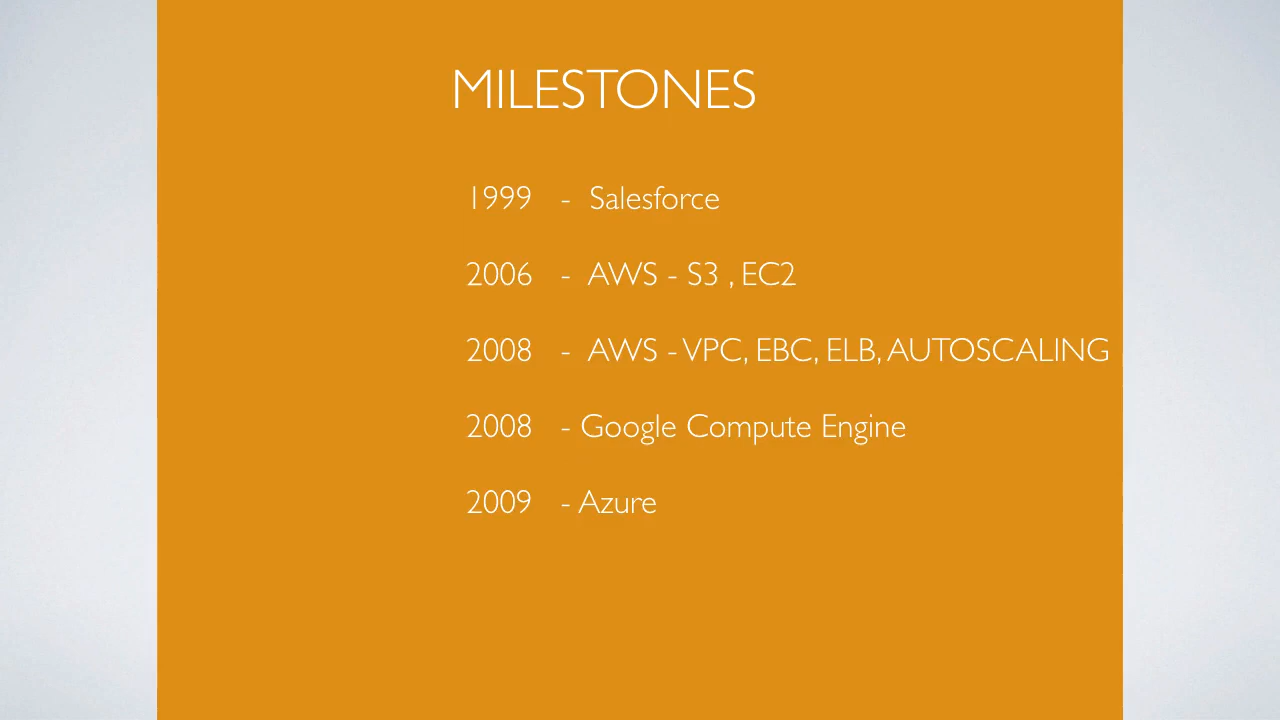 MILESTONES
1999 - Salesforce
2006 - AWS - S3 , EC2
2008 - AWS - VPC, EBC, ELB, AUTOSCALING
2008 - Google Compute Engine
2009 - Azure